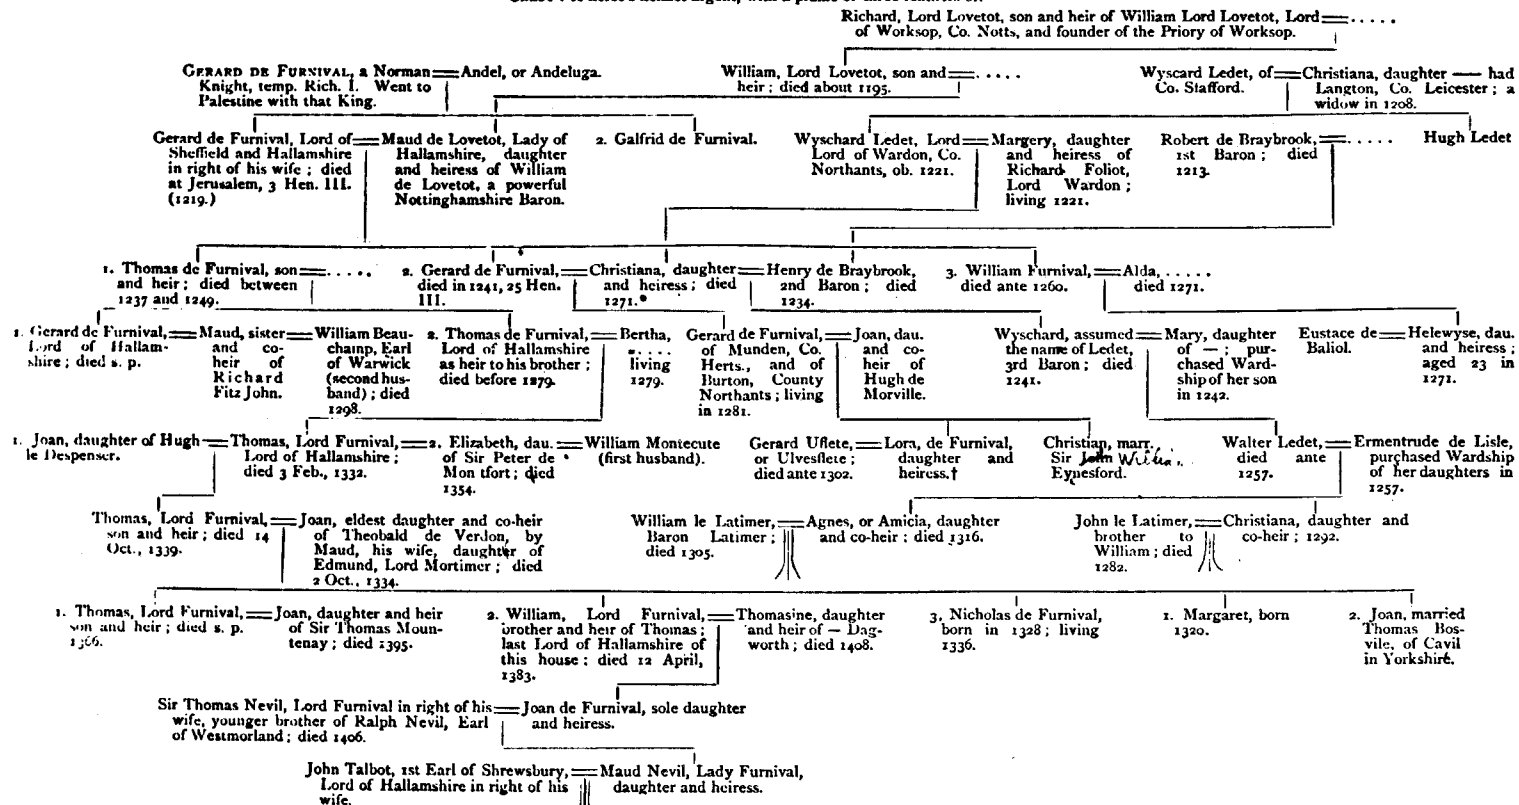 Richard, Lord Lovetot, son and heir of William Lord Lovetot, Lord = . . . . .
of Worksop, Co. Notts, and founder of the Priory of Worksop.
GERARD DE FURNIVAL, a Norman = Andel, or Andeluga.
Knight, temp. Rich. I. Went to
Palestine with that King.
William, Lord Lovetot, son and = . . . . .
heir ; died about 1195.
Wyscard Ledet, of = Christiana, daughter — had
Co. Stafford.
Langton, Co. Leicester ; a
widow in 1208.
Gerard de Furnival, Lord of =
Sheffield and Hallamshire
in right of his wife ; died
at Jerusalem, 3 Hen. III.
(1219.)
Maud de Lovetot, Lady of
Hallamshire, daughter
and heiress of William
de Lovetot, a powerful
Nottinghamshire Baron.
2. Galfrid de Furnival.
Wyschard Ledet, Lord =
Lord of Wardon, Co.
Northants, ob. 1221.
Margery, daughter
and heiress of
Richard Foliot,
Lord Wardon ;
living 1221.
Robert de Braybrook, = . . . . .
1st Baron ; died
1213.
Hugh Ledet
1. Thomas de Furnival, son = . . . . .
and heir ; died between
1237 and 1249.
2. Gerard de Furnival, =
died in 1241, 25 Hen.
III.
Christiana, daughter =
and heiress ; died
1271.*
Henry de Braybrook,
2nd Baron ; died
1234.
3. William Furnival, =
died ante 1260.
Alda, . . . . .
died 1271.
1. Gerard de Furnival, =
Lord of Hallam-
shire ; died s. p.
Maud, sister =
and co-
heir of
Richard
Fitz John.
William Beau-
champ, Earl
of Warwick
(second hus-
band) ; died
1298.
2. Thomas de Furnival, =
Lord of Hallamshire
as heir to his brother ;
died before 1279.
Bertha,
. . . . .
living
1279.
Gerard de Furnival, =
of Munden, Co.
Herts., and of
Burton, County
Northants ; living
in 1281.
Joan, dau.
and co-
heir of
Hugh de
Morville.
Wyschard, assumed =
the name of Ledet,
3rd Baron ; died
1241.
Mary, daughter
of — ; pur-
chased Ward-
ship of her son
in 1242.
Eustace de =
Baliol.
Helewyse, dau.
and heiress ;
aged 23 in
1271.
1. Joan, daughter of Hugh =
le Despenser.
Thomas, Lord Furnival, =
Lord of Hallamshire ;
died 3 Feb., 1332.
2. Elizabeth, dau. =
of Sir Peter de
Montfort ; died
1354.
William Montecute
(first husband).
Gerard Uflete, =
or Ulvesflete ;
died ante 1302.
Lora, de Furnival,
daughter and
heiress.†
Christian, marr.
Sir John
Eynesford.
Walter Ledet, =
died ante
1257.
Ermentrude de Lisle,
purchased Wardship
of her daughters in
1257.
Thomas, Lord Furnival, =
son and heir ; died 14
Oct., 1339.
Joan, eldest daughter and co-heir
of Theobald de Verdon, by
Maud, his wife, daughter of
Edmund, Lord Mortimer ; died
2 Oct., 1334.
William le Latimer, =
Baron Latimer ;
died 1305.
Agnes, or Amicia, daughter
and co-heir : died 1316.
John le Latimer, =
brother to
William ; died
1282.
Christiana, daughter and
co-heir ; 1292.
1. Thomas, Lord Furnival, =
son and heir ; died s. p.
1366.
Joan, daughter and heir
of Sir Thomas Moun-
tenay ; died 1395.
2. William, Lord Furnival, =
brother and heir of Thomas ;
last Lord of Hallamshire of
this house : died 12 April,
1383.
Thomasine, daughter
and heir of — Dag-
worth ; died 1408.
3. Nicholas de Furnival,
born in 1328 ; living
1336.
1. Margaret, born
1320.
2. Joan, married
Thomas Bos-
vile, of Cavil
in Yorkshire.
Sir Thomas Nevil, Lord Furnival in right of his =
wife, younger brother of Ralph Nevil, Earl
of Westmorland ; died 1406.
Joan de Furnival, sole daughter
and heiress.
John Talbot, 1st Earl of Shrewsbury, =
Lord of Hallamshire in right of his
wife.
Maud Nevil, Lady Furnival,
daughter and heiress.